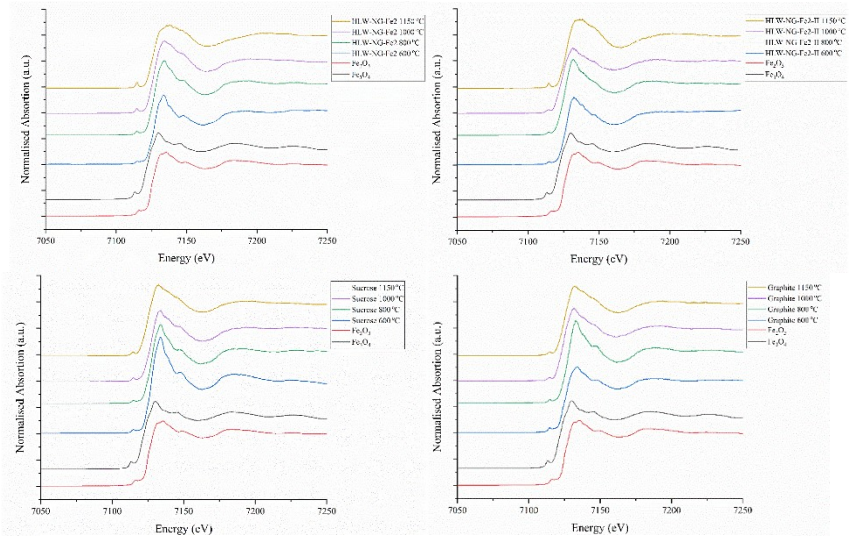 HLW-NG-Fe2 1150 °C
HLW-NG-Fe2 1000 °C
HLW-NG-Fe2 800 °C
HLW-NG-Fe2 600 °C
Fe₂O₃
Fe₃O₄
Normalised Absortion (a.u.)
7050 7100 7150 7200 7250
Energy (eV)
HLW-NG-Fe2-II 1150 °C
HLW-NG-Fe2-II 1000 °C
HLW-NG-Fe2-II 800 °C
HLW-NG-Fe2-II 600 °C
Fe₂O₃
Fe₃O₄
Normalised Absortion (a.u.)
7050 7100 7150 7200 7250
Energy (eV)
Sucrose 1150 °C
Sucrose 1000 °C
Sucrose 800 °C
Sucrose 600 °C
Fe₂O₃
Fe₃O₄
Normalised Absortion (a.u.)
7050 7100 7150 7200 7250
Energy (eV)
Graphite 1150 °C
Graphite 1000 °C
Graphite 800 °C
Graphite 600 °C
Fe₂O₃
Fe₃O₄
Normalised Absortion (a.u.)
7050 7100 7150 7200 7250
Energy (eV)